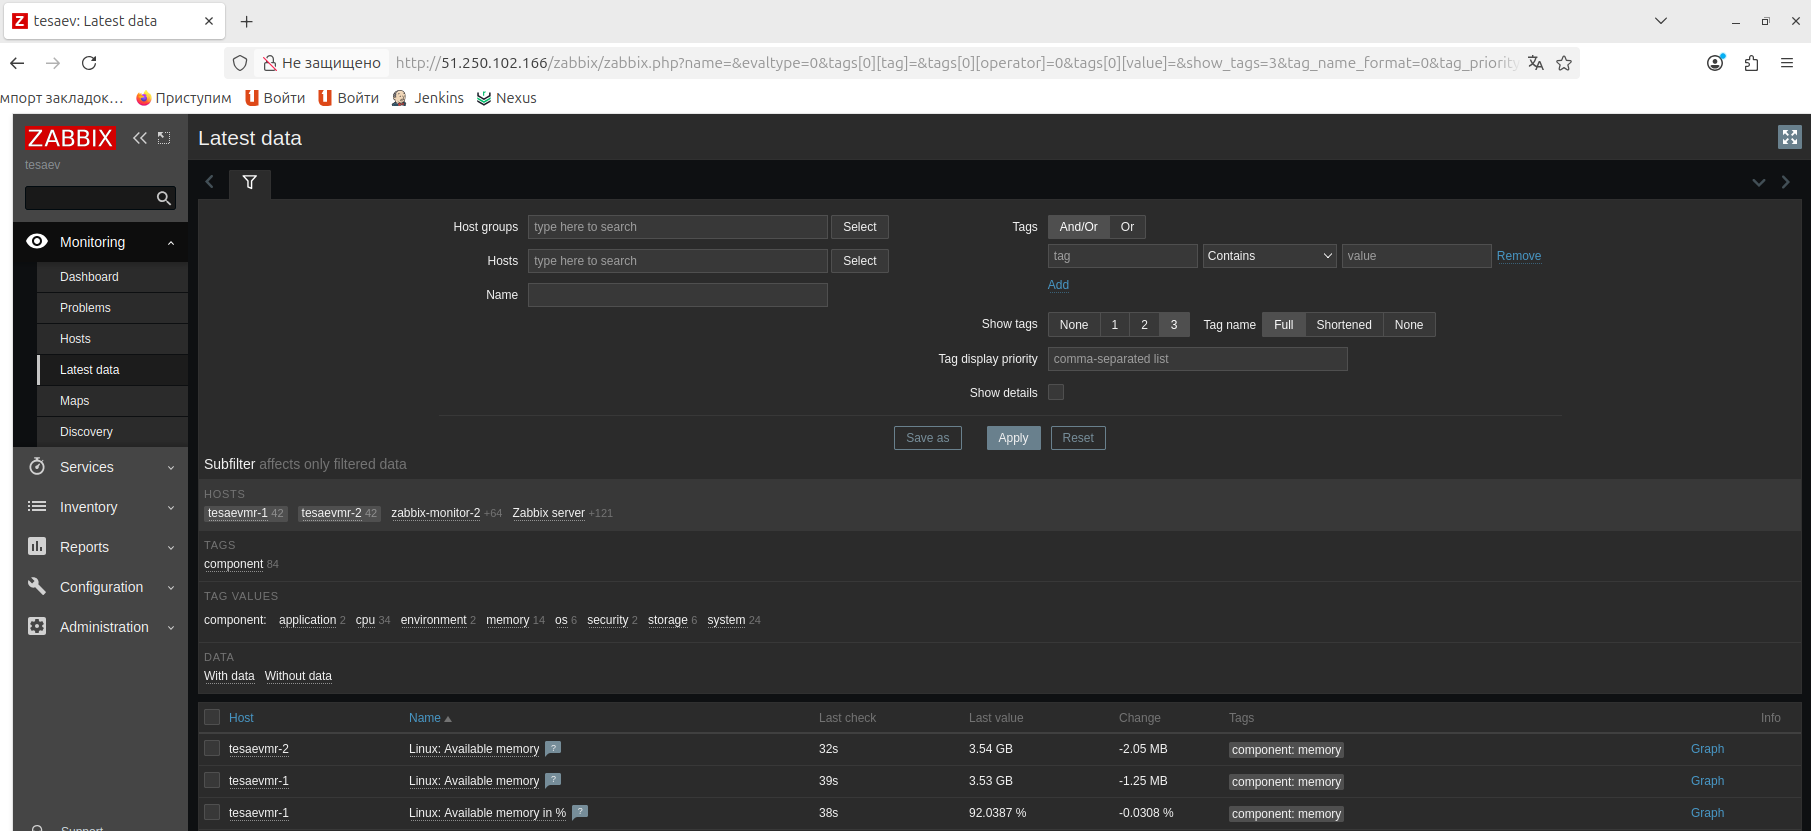 tesaev: Latest data
Не защищено
http://51.250.102.166/zabbix/zabbix.php?name=&evaltype=0&tags[0][tag]=&tags[0][operator]=0&tags[0][value]=&show_tags=3&tag_name_format=0&tag_priority
мпорт закладок… Приступим Войти Войти Jenkins Nexus
ZABBIX
tesaev
Monitoring
Dashboard
Problems
Hosts
Latest data
Maps
Discovery
Services
Inventory
Reports
Configuration
Administration
Support
Latest data
Host groups type here to search Select
Hosts type here to search Select
Name
Tags And/Or Or
tag Contains value Remove
Add
Show tags None 1 2 3 Tag name Full Shortened None
Tag display priority comma-separated list
Show details
Save as Apply Reset
Subfilter affects only filtered data
HOSTS
tesaevmr-1 42 tesaevmr-2 42 zabbix-monitor-2 +64 Zabbix server +121
TAGS
component 84
TAG VALUES
component: application 2 cpu 34 environment 2 memory 14 os 6 security 2 storage 6 system 24
DATA
With data Without data
Host Name Last check Last value Change Tags Info
tesaevmr-2 Linux: Available memory ? 32s 3.54 GB -2.05 MB component: memory Graph
tesaevmr-1 Linux: Available memory ? 39s 3.53 GB -1.25 MB component: memory Graph
tesaevmr-1 Linux: Available memory in % ? 38s 92.0387 % -0.0308 % component: memory Graph